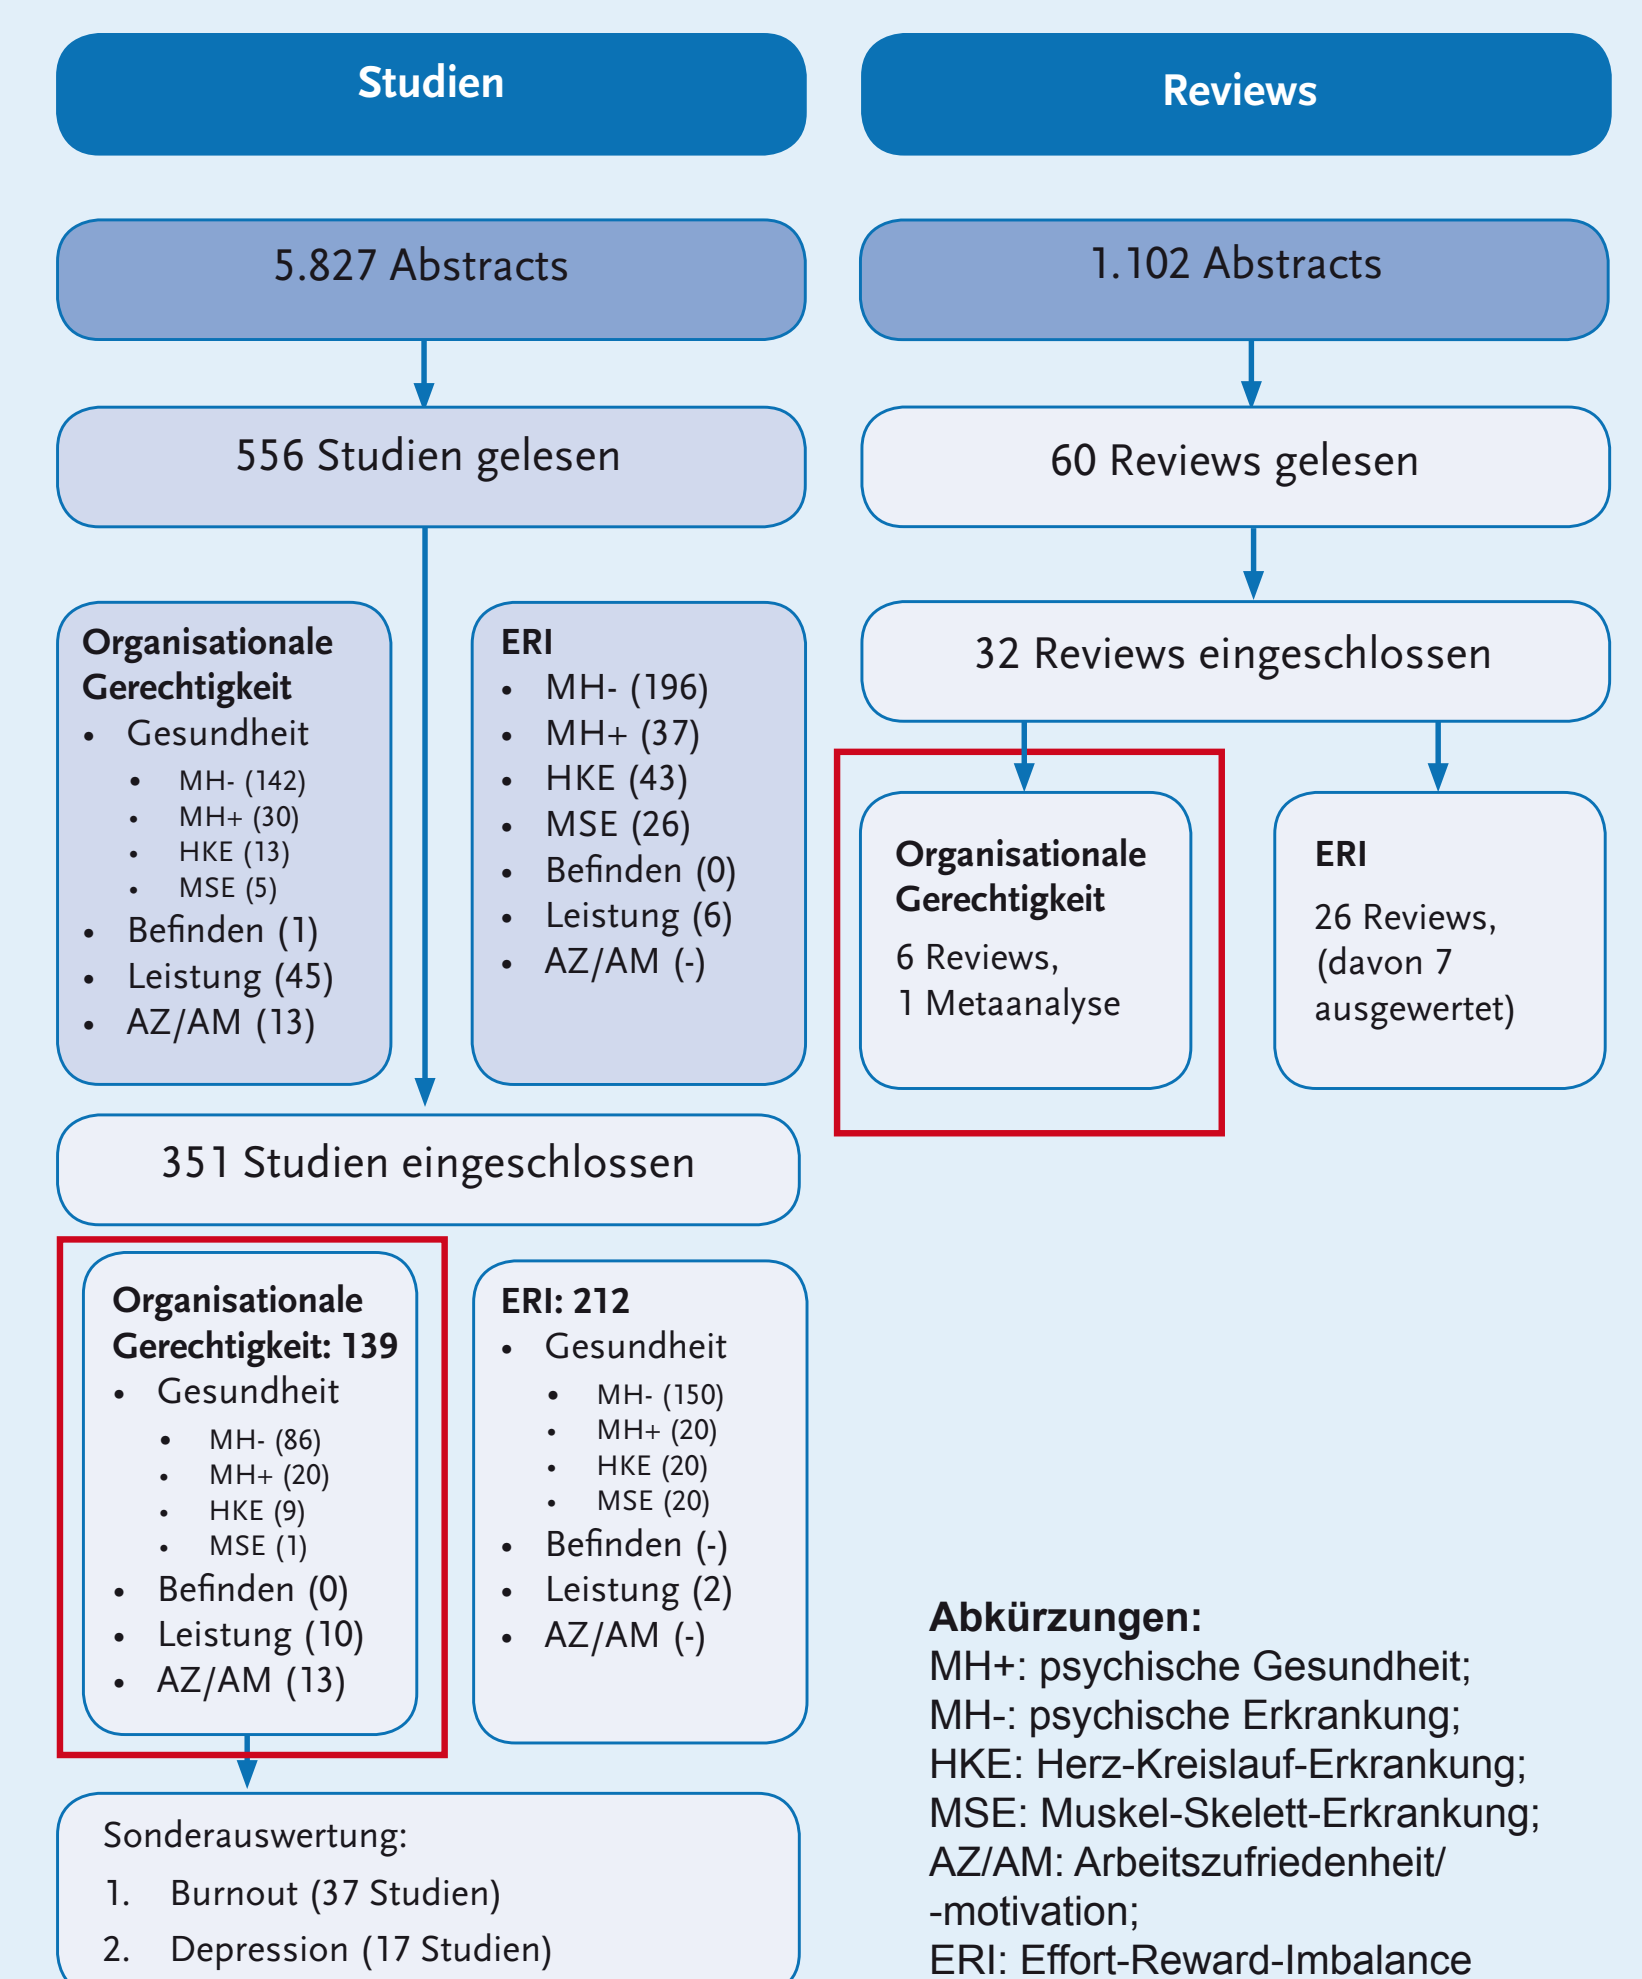 Studien
5.827 Abstracts
556 Studien gelesen
Organisationale
Gerechtigkeit
• Gesundheit
• MH- (142)
• MH+ (30)
• HKE (13)
• MSE (5)
• Befinden (1)
• Leistung (45)
• AZ/AM (13)
ERI
• MH- (196)
• MH+ (37)
• HKE (43)
• MSE (26)
• Befinden (0)
• Leistung (6)
• AZ/AM (-)
351 Studien eingeschlossen
Organisationale
Gerechtigkeit: 139
• Gesundheit
• MH- (86)
• MH+ (20)
• HKE (9)
• MSE (1)
• Befinden (0)
• Leistung (10)
• AZ/AM (13)
ERI: 212
• Gesundheit
• MH- (150)
• MH+ (20)
• HKE (20)
• MSE (20)
• Befinden (-)
• Leistung (2)
• AZ/AM (-)
Sonderauswertung:
1. Burnout (37 Studien)
2. Depression (17 Studien)
Reviews
1.102 Abstracts
60 Reviews gelesen
32 Reviews eingeschlossen
Organisationale
Gerechtigkeit
6 Reviews,
1 Metaanalyse
ERI
26 Reviews,
(davon 7
ausgewertet)
Abkürzungen:
MH+: psychische Gesundheit;
MH-: psychische Erkrankung;
HKE: Herz-Kreislauf-Erkrankung;
MSE: Muskel-Skelett-Erkrankung;
AZ/AM: Arbeitszufriedenheit/
-motivation;
ERI: Effort-Reward-Imbalance